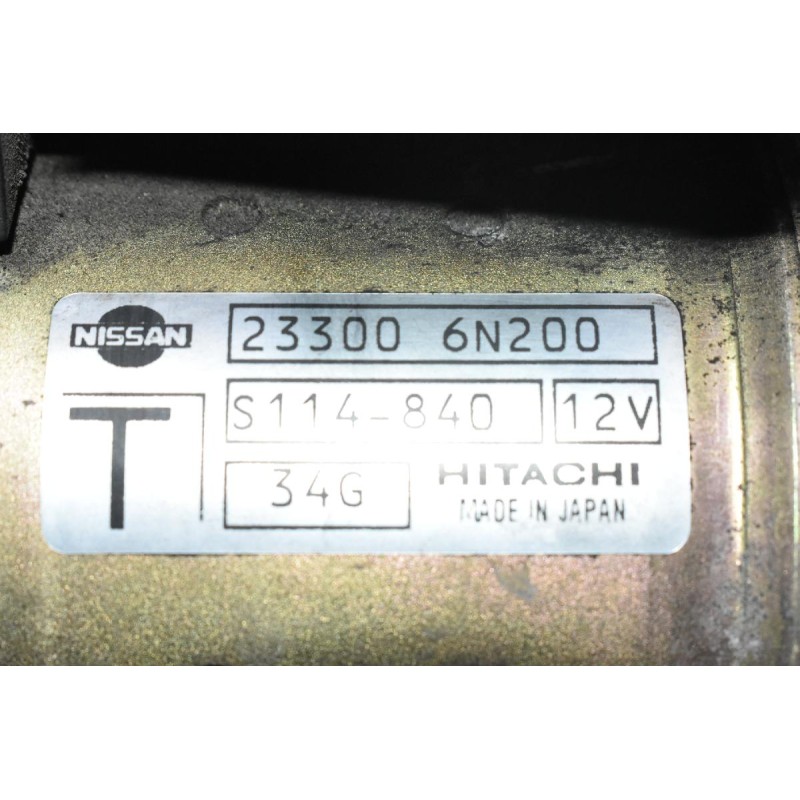 NISSAN 23300 6N200
T S114-840 12V
34G HITACHI
MADE IN JAPAN